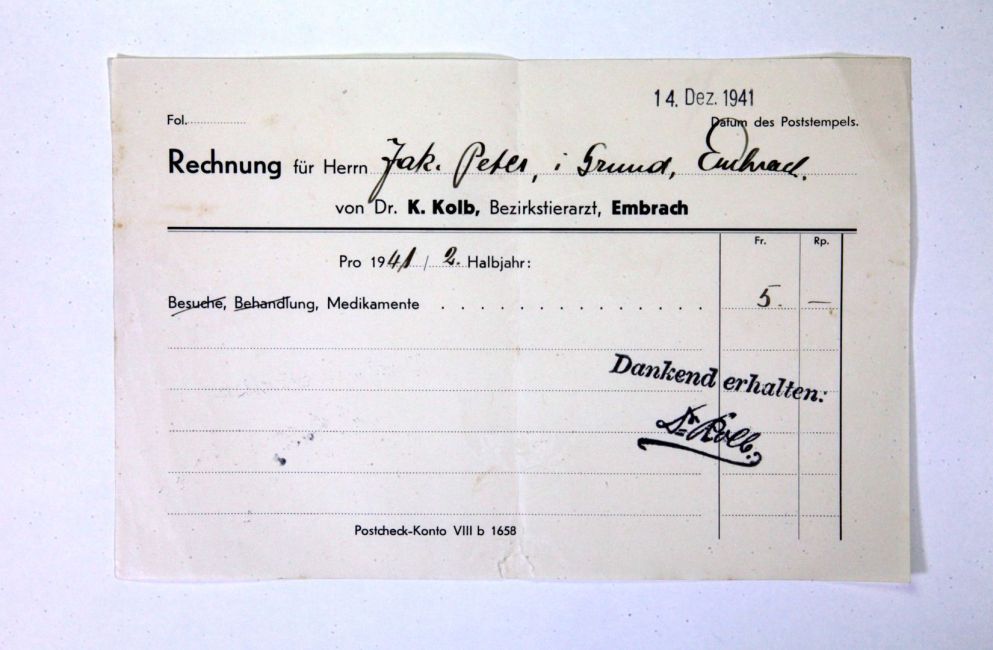 14. Dez. 1941
Fol.
Datum des Poststempels.
Rechnung für Herrn Jak. Peter, i Grund, Embrach.
von Dr. K. Kolb, Bezirkstierarzt, Embrach
Fr. Rp.
Pro 1941 / 2. Halbjahr:
Besuche, Behandlung, Medikamente . . . . . . . . . . . . . . 5. —
Dankend erhalten:
Dr Kolb.
Postcheck-Konto VIII b 1658